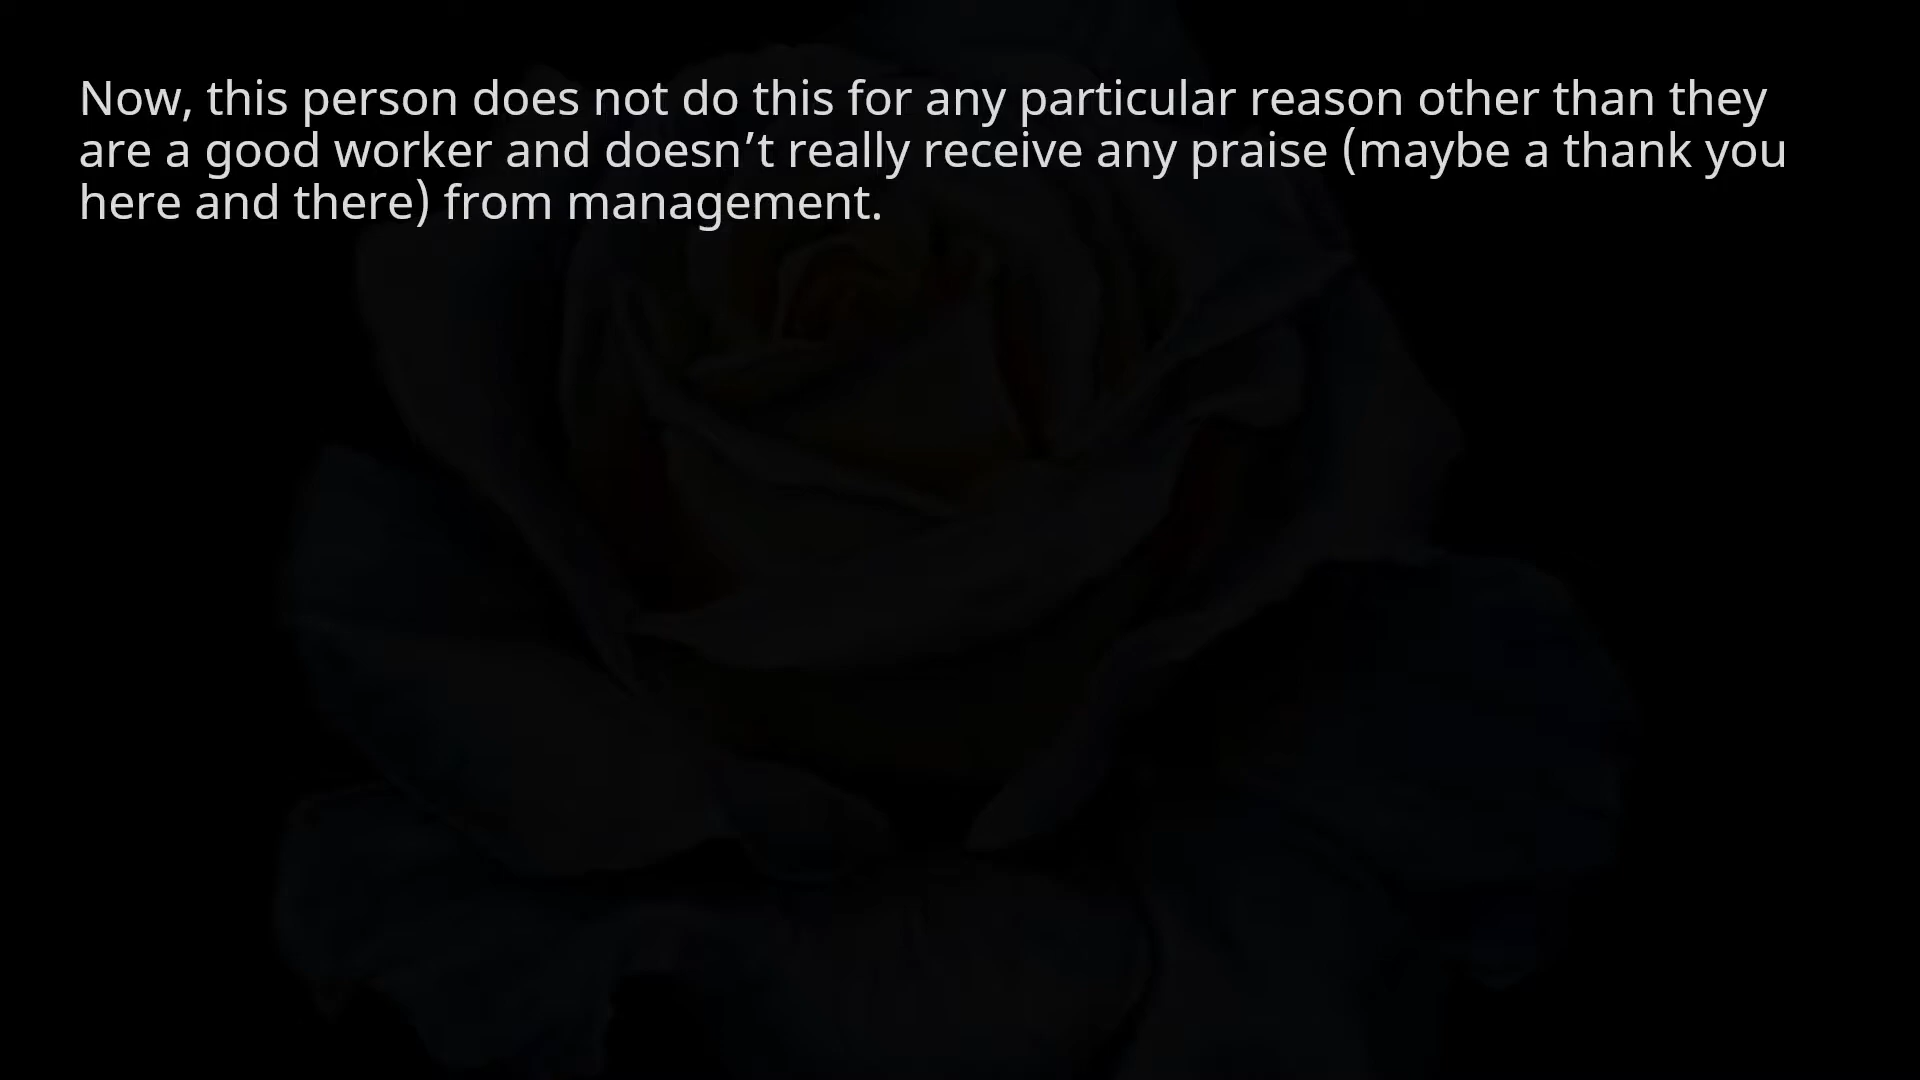 Now, this person does not do this for any particular reason other than they
are a good worker and doesn’t really receive any praise (maybe a thank you
here and there) from management.